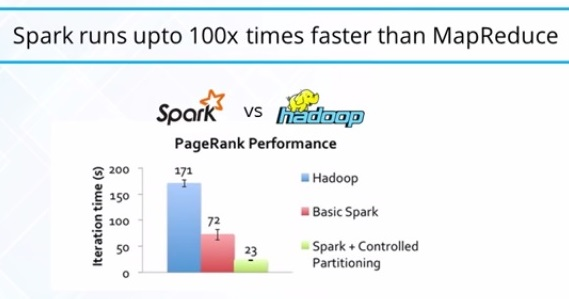 Spark runs upto 100x times faster than MapReduce
Spark vs hadoop
PageRank Performance
Iteration time (s)
200
150
100
50
0
171
72
23
Hadoop
Basic Spark
Spark + Controlled
Partitioning